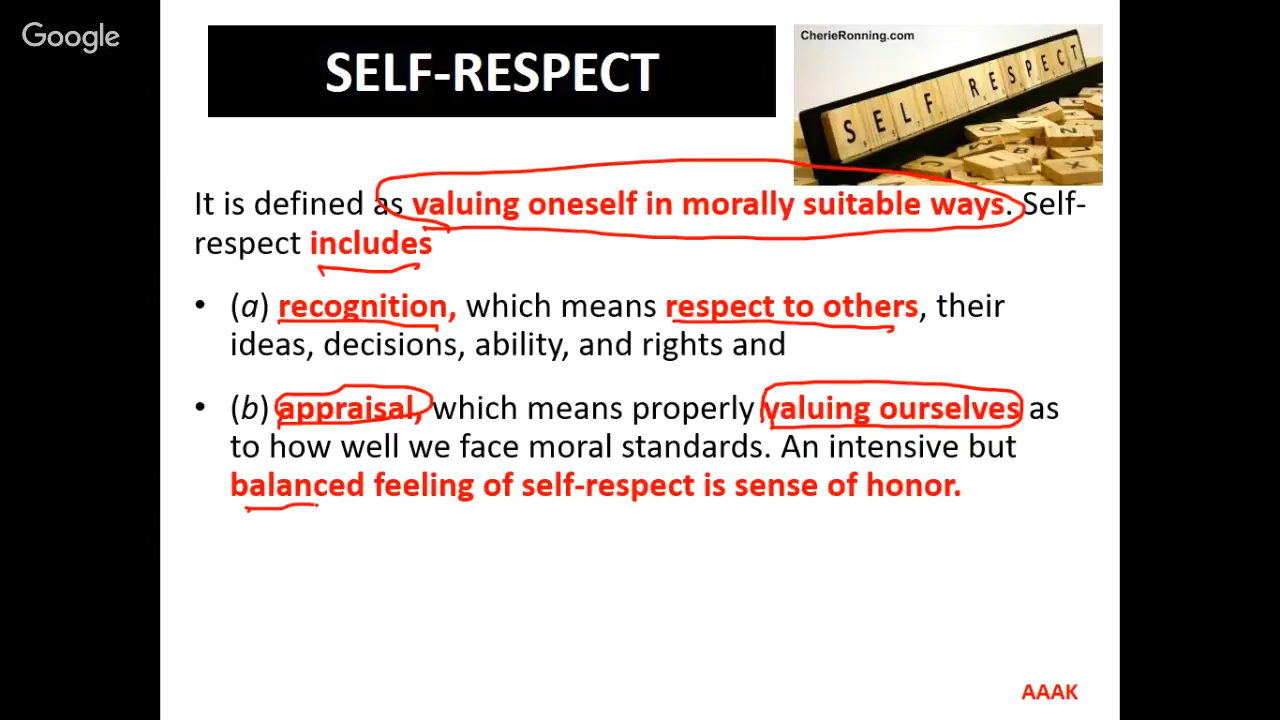 Google
SELF-RESPECT
CherieRonning.com
SELF RESPECT
It is defined as valuing oneself in morally suitable ways. Self-
respect includes
• (a) recognition, which means respect to others, their
ideas, decisions, ability, and rights and
• (b) appraisal, which means properly valuing ourselves as
to how well we face moral standards. An intensive but
balanced feeling of self-respect is sense of honor.
AAAK